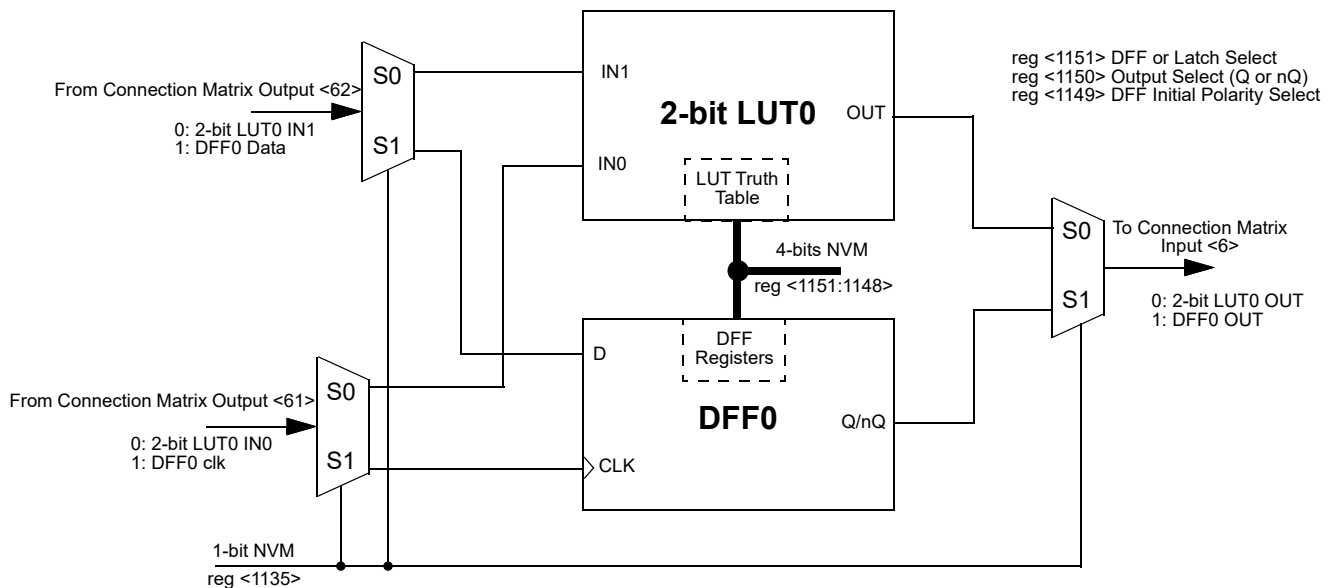 From Connection Matrix Output <62>
0: 2-bit LUT0 IN1
1: DFF0 Data
S0
S1
IN1
IN0
2-bit LUT0
OUT
LUT Truth
Table
reg <1151> DFF or Latch Select
reg <1150> Output Select (Q or nQ)
reg <1149> DFF Initial Polarity Select
4-bits NVM
reg <1151:1148>
S0
S1
To Connection Matrix
Input <6>
0: 2-bit LUT0 OUT
1: DFF0 OUT
From Connection Matrix Output <61>
0: 2-bit LUT0 IN0
1: DFF0 clk
S0
S1
D
CLK
DFF
Registers
DFF0
Q/nQ
1-bit NVM
reg <1135>